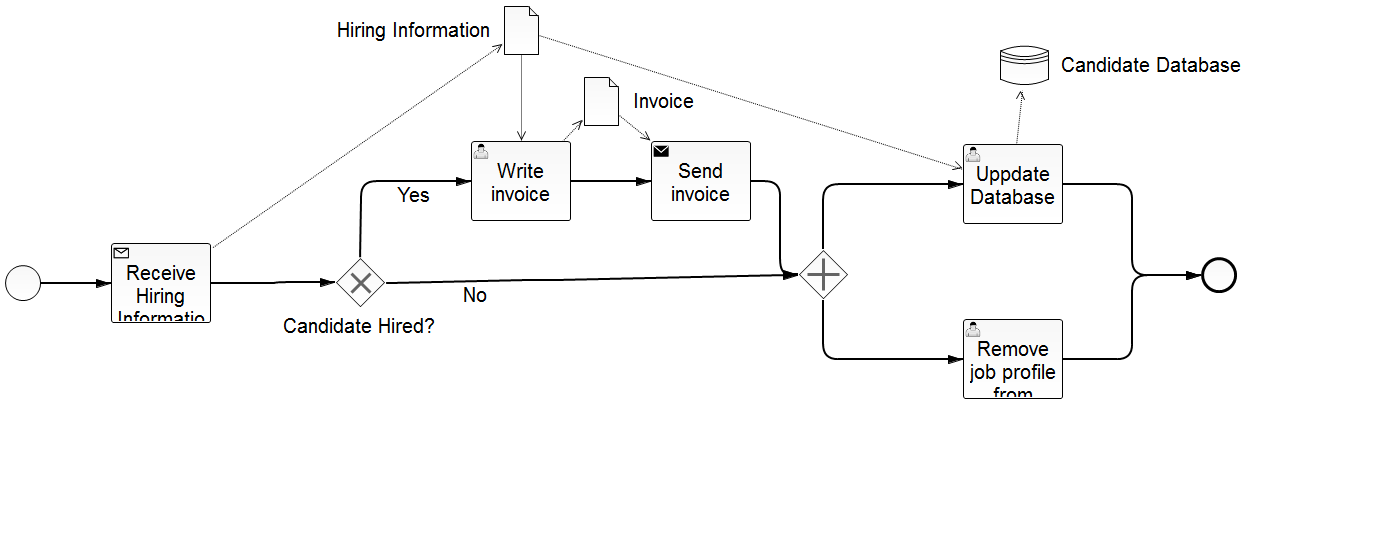 Hiring Information
Candidate Database
Invoice
Write
invoice
Send
invoice
Uppdate
Database
Yes
Receive
Hiring
Informatio
No
Candidate Hired?
Remove
job profile
from